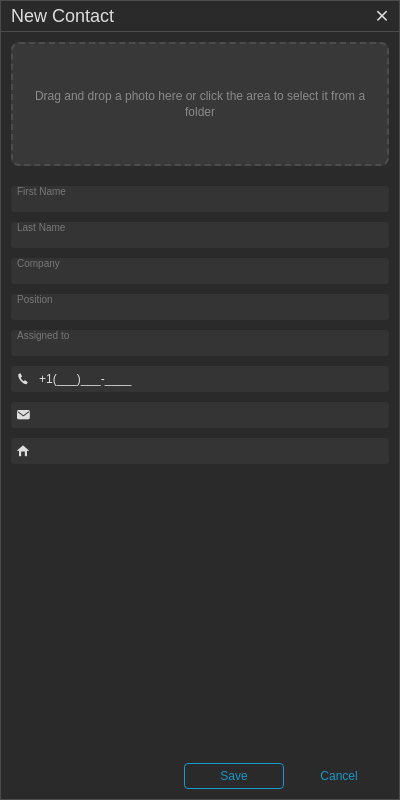 New Contact
Drag and drop a photo here or click the area to select it from a
folder
First Name
Last Name
Company
Position
Assigned to
+1(___)___-____
Save
Cancel